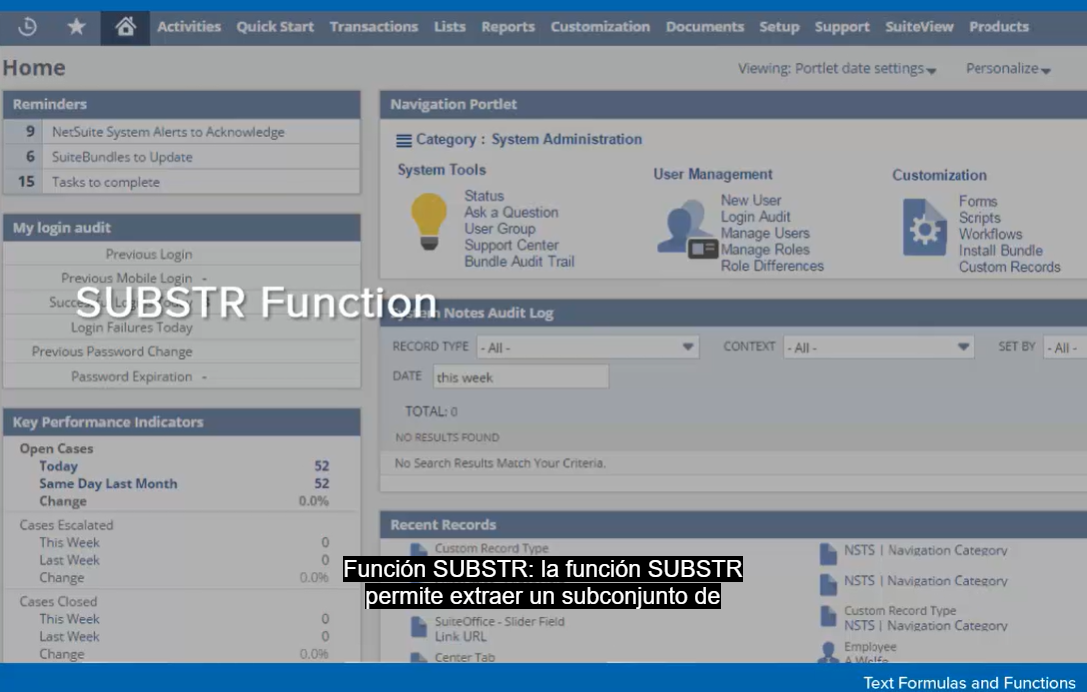 Activities Quick Start Transactions Lists Reports Customization Documents Setup Support SuiteView Products
Home
Viewing: Portlet date settings
Personalize
Reminders
9 NetSuite System Alerts to Acknowledge
6 SuiteBundles to Update
15 Tasks to complete
My login audit
Previous Login
Previous Mobile Login -
Login Failures Today
Previous Password Change
Password Expiration -
SUBSTR Function
Key Performance Indicators
Open Cases
Today 52
Same Day Last Month 52
Change 0.0%
Cases Escalated
This Week 0
Last Week 0
Change 0.0%
Cases Closed
This Week 0
Last Week 0
Change 0.0%
Navigation Portlet
Category : System Administration
System Tools
Status
Ask a Question
User Group
Support Center
Bundle Audit Trail
User Management
New User
Login Audit
Manage Users
Manage Roles
Role Differences
Customization
Forms
Scripts
Workflows
Install Bundle
Custom Records
Notes Audit Log
RECORD TYPE - All -
CONTEXT - All -
SET BY - All -
DATE this week
TOTAL: 0
NO RESULTS FOUND
No Search Results Match Your Criteria.
Recent Records
Custom Record Type
SuiteOffice - Slider Field
Link URL
Center Tab
NSTS | Navigation Category
NSTS | Navigation Category
Custom Record Type
NSTS | Navigation Category
Employee
Función SUBSTR: la función SUBSTR
permite extraer un subconjunto de
Text Formulas and Functions